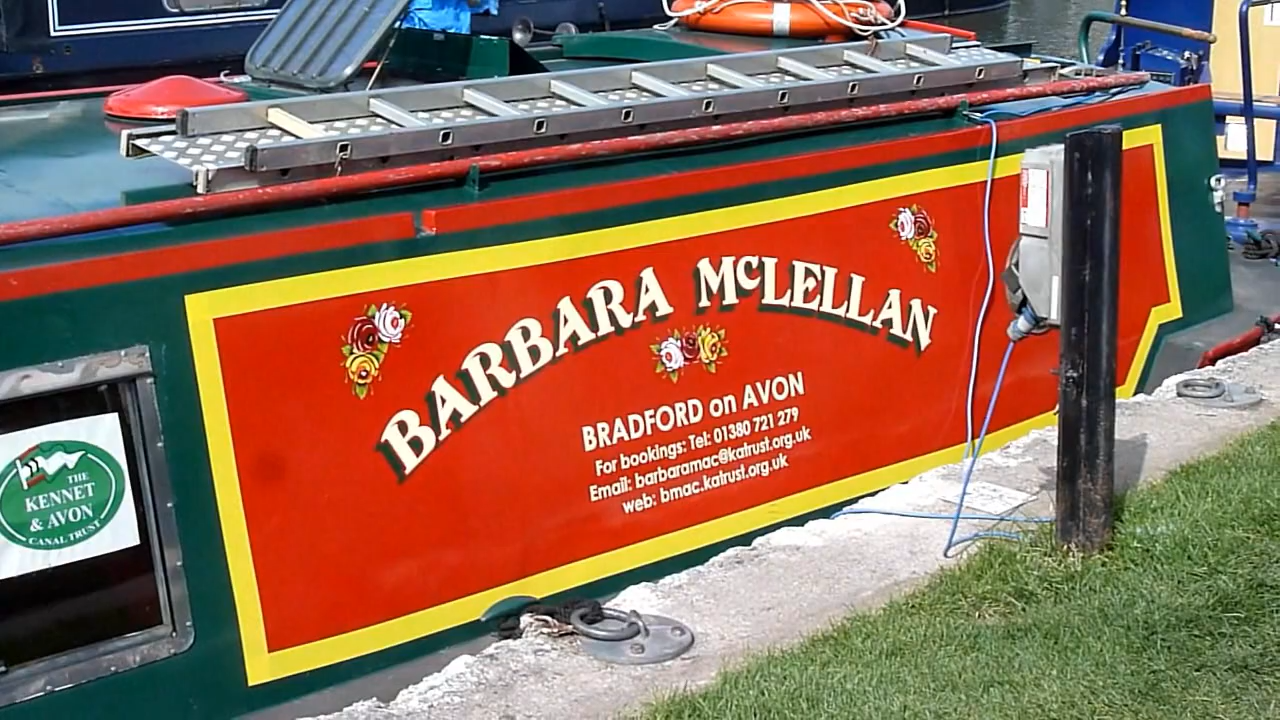 BARBARA McLELLAN
BRADFORD on AVON
For bookings: Tel: 01380 721 279
Email: barbaramac@katrust.org.uk
web: bmac.katrust.org.uk
THE
KENNET
& AVON
CANAL TRUST